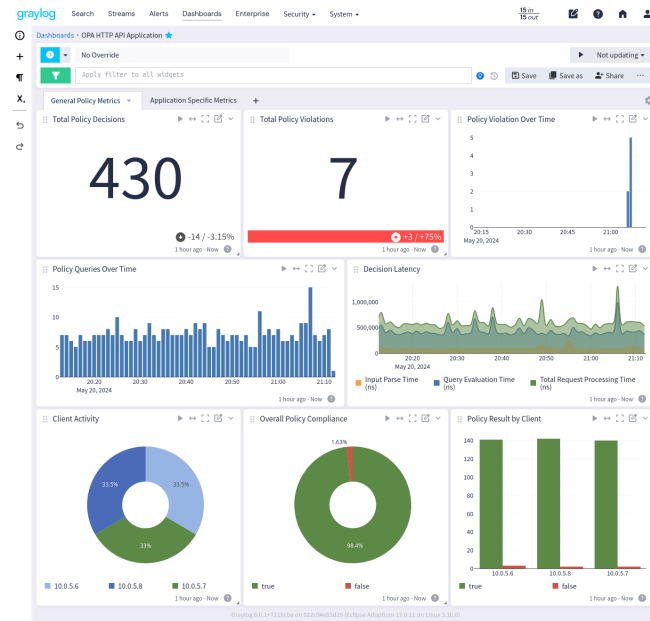 graylog Search Streams Alerts Dashboards Enterprise Security System 15 in 15 out
Dashboards • OPA HTTP API Application
No Override Not updating
Apply filter to all widgets Save Save as Share ...
General Policy Metrics Application Specific Metrics +
Total Policy Decisions
430
-14 / -3.15%
1 hour ago - Now
Total Policy Violations
7
+3 / +75%
1 hour ago - Now
Policy Violation Over Time
5
4
3
2
1
0
20:15 20:30 20:45 21:00
May 20, 2024
1 hour ago - Now
Policy Queries Over Time
15
10
5
0
20:20 20:30 20:40 20:50 21:00 21:10
May 20, 2024
1 hour ago - Now
Decision Latency
1,000,000
500,000
0
20:20 20:30 20:40 20:50 21:00 21:10
May 20, 2024
Input Parse Time (ns)
Query Evaluation Time (ns)
Total Request Processing Time (ns)
1 hour ago - Now
Client Activity
33.5% 33.5%
33%
10.0.5.6 10.0.5.8 10.0.5.7
1 hour ago - Now
Overall Policy Compliance
1.63%
98.4%
true false
1 hour ago - Now
Policy Result by Client
140
120
100
80
60
40
20
0
10.0.5.6 10.0.5.8 10.0.5.7
true false
1 hour ago - Now